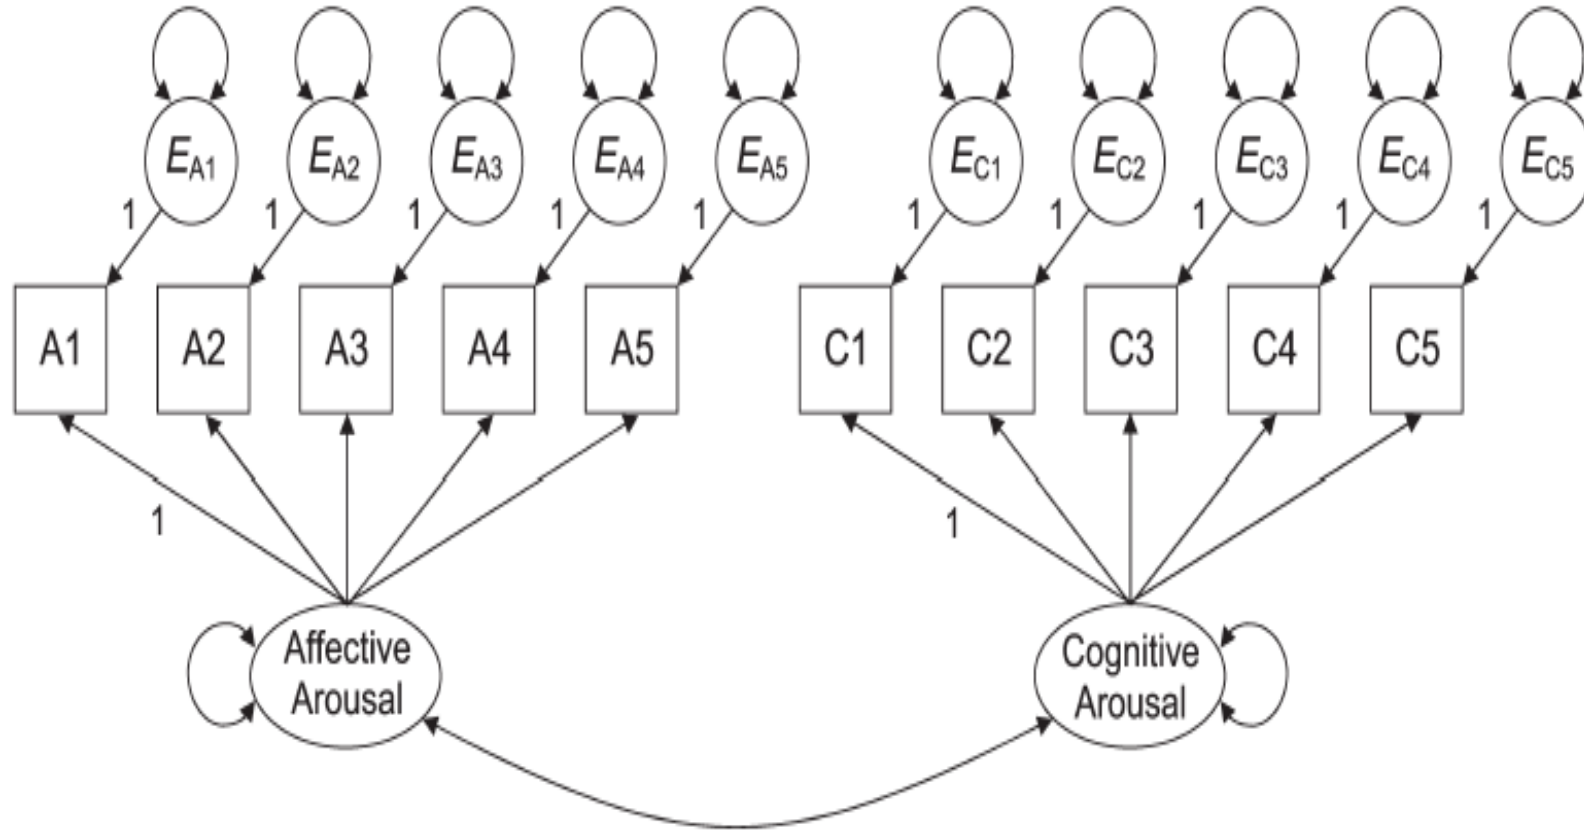 E_A1 E_A2 E_A3 E_A4 E_A5 E_C1 E_C2 E_C3 E_C4 E_C5
1 1 1 1 1 1 1 1 1 1
A1 A2 A3 A4 A5 C1 C2 C3 C4 C5
1 1
Affective
Arousal
Cognitive
Arousal